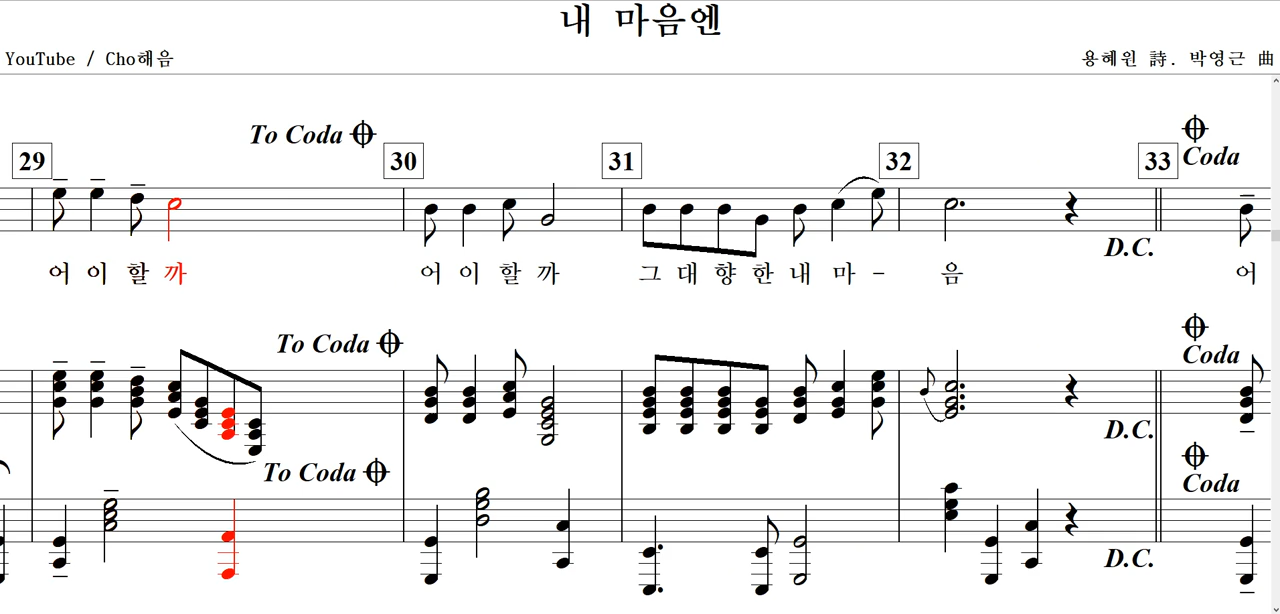 내 마음엔
YouTube / Cho해음
용혜원 詩. 박영근 曲
To Coda
29 30 31 32 33 Coda
D.C.
어 이 할 까 어 이 할 까 그 대 향 한 내 마 - 음 어
To Coda
Coda
D.C.
To Coda
Coda
D.C.